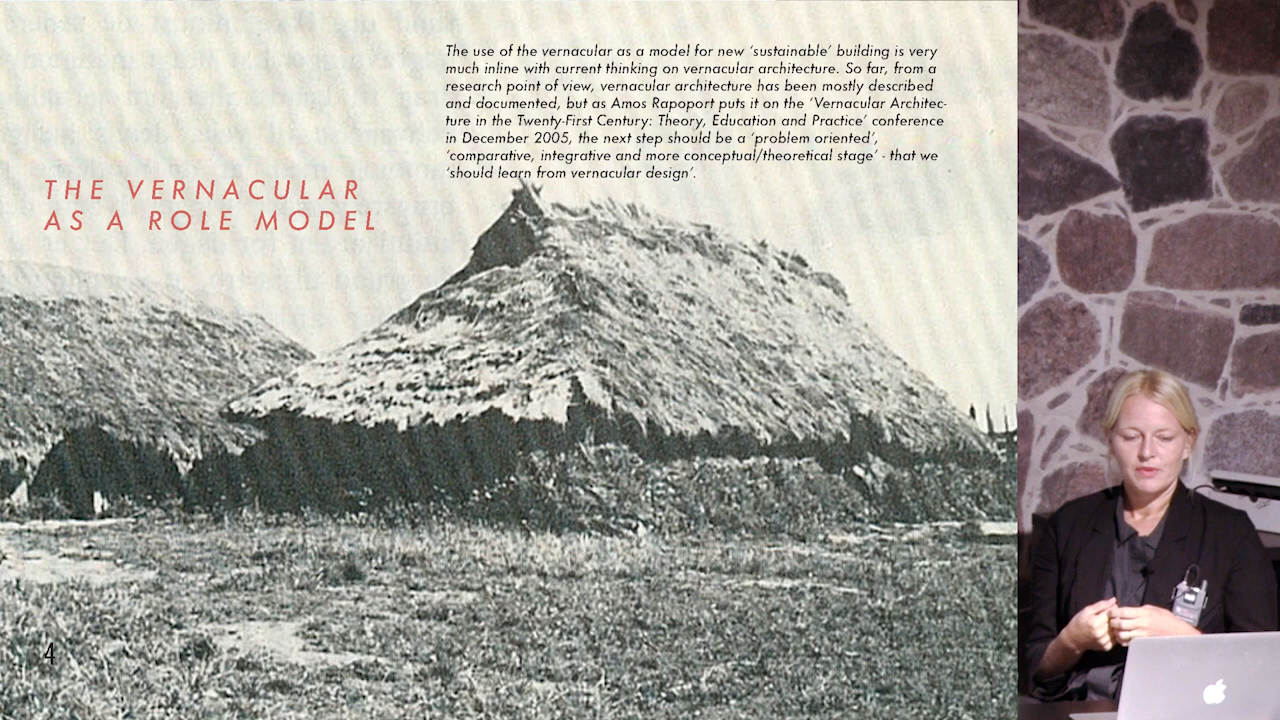 The use of the vernacular as a model for new ‘sustainable’ building is very
much inline with current thinking on vernacular architecture. So far, from a
research point of view, vernacular architecture has been mostly described
and documented, but as Amos Rapoport puts it on the ‘Vernacular Architec-
ture in the Twenty-First Century: Theory, Education and Practice’ conference
in December 2005, the next step should be a ‘problem oriented’,
‘comparative, integrative and more conceptual/theoretical stage’ - that we
‘should learn from vernacular design’.
THE VERNACULAR
AS A ROLE MODEL
4